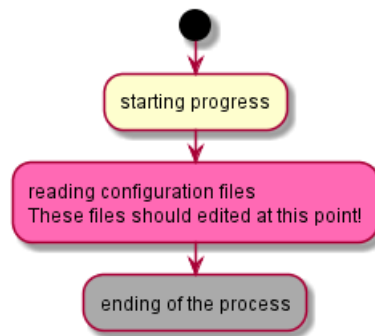 starting progress
reading configuration files
These files should edited at this point!
ending of the process